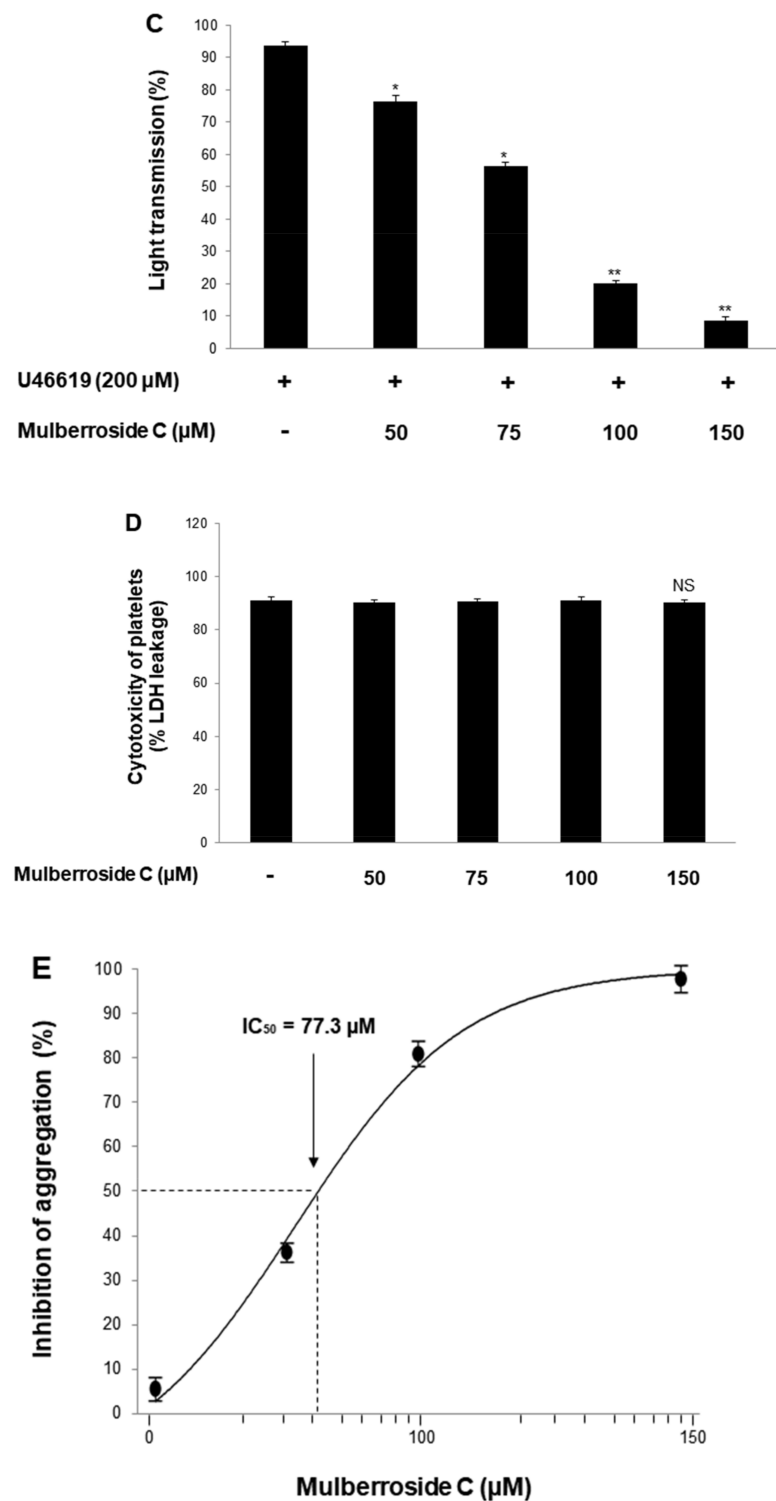 C
Light transmission (%)
100
90
80
70
60
50
40
30
20
10
0
*
*
**
**
U46619 (200 µM) + + + + +
Mulberroside C (µM) - 50 75 100 150
D
Cytotoxicity of platelets
(% LDH leakage)
120
100
80
60
40
20
0
NS
Mulberroside C (µM) - 50 75 100 150
E
Inhibition of aggregation (%)
100
90
80
70
60
50
40
30
20
10
0
IC₅₀ = 77.3 µM
0 100 150
Mulberroside C (µM)